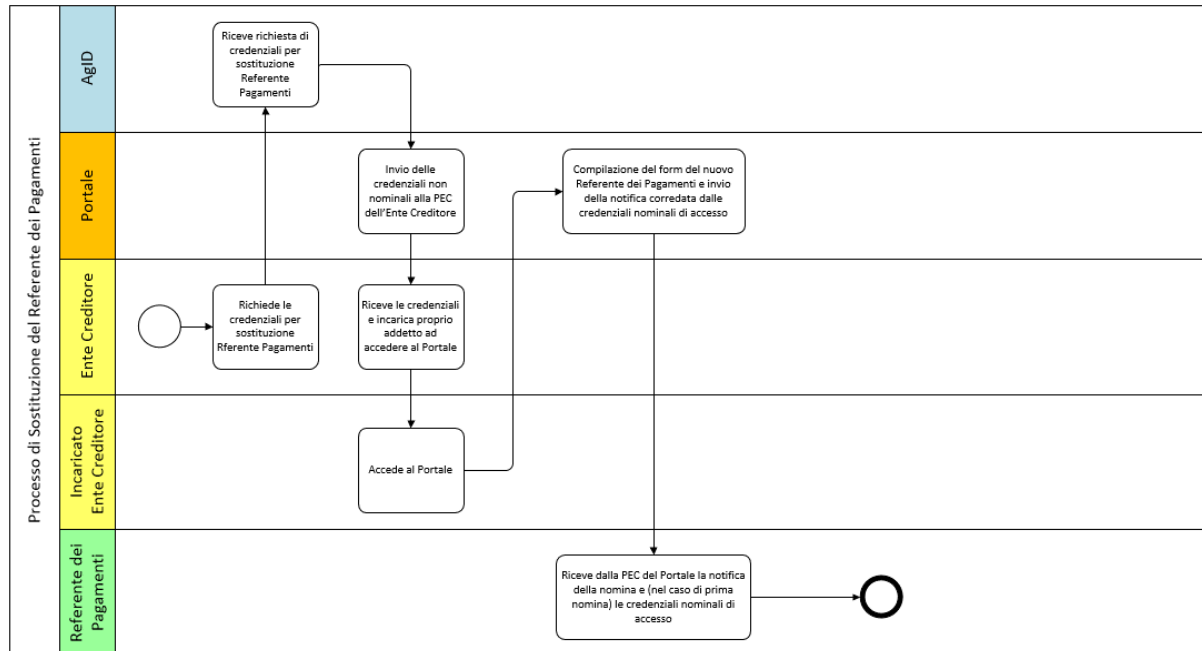 Processo di Sostituzione del Referente dei Pagamenti
AgID
Riceve richiesta di
credenziali per
sostituzione
Referente
Pagamenti
Portale
Invio delle
credenziali non
nominali alla PEC
dell'Ente Creditore
Compilazione del form del nuovo
Referente dei Pagamenti e invio
della notifica corredata dalle
credenziali nominali di accesso
Ente Creditore
Richiede le
credenziali per
sostituzione
Rferente Pagamenti
Riceve le credenziali
e incarica proprio
addetto ad
accedere al Portale
Incaricato
Ente Creditore
Accede al Portale
Referente dei
Pagamenti
Riceve dalla PEC del Portale la notifica
della nomina e (nel caso di prima
nomina) le credenziali nominali di
accesso